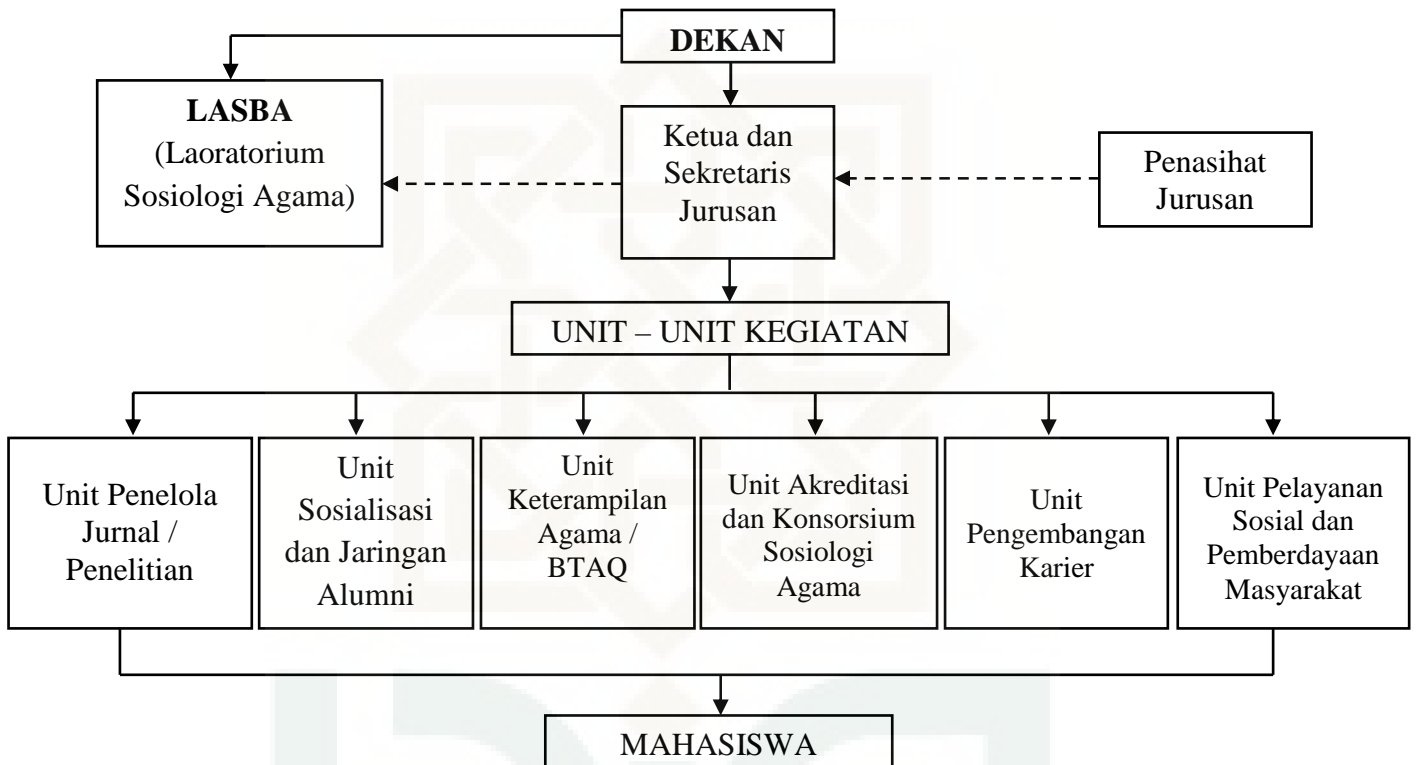 DEKAN
LASBA
(Laoratorium
Sosiologi Agama)
Ketua dan
Sekretaris
Jurusan
Penasihat
Jurusan
UNIT – UNIT KEGIATAN
Unit Penelola
Jurnal /
Penelitian
Unit
Sosialisasi
dan Jaringan
Alumni
Unit
Keterampilan
Agama /
BTAQ
Unit Akreditasi
dan Konsorsium
Sosiologi
Agama
Unit
Pengembangan
Karier
Unit Pelayanan
Sosial dan
Pemberdayaan
Masyarakat
MAHASISWA